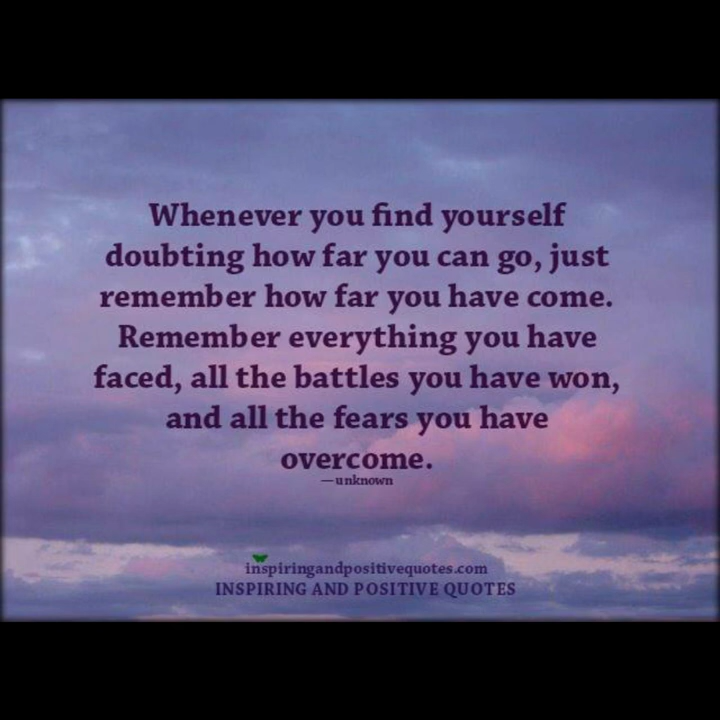 Whenever you find yourself
doubting how far you can go, just
remember how far you have come.
Remember everything you have
faced, all the battles you have won,
and all the fears you have
overcome.
— unknown
inspiringandpositivequotes.com
INSPIRING AND POSITIVE QUOTES